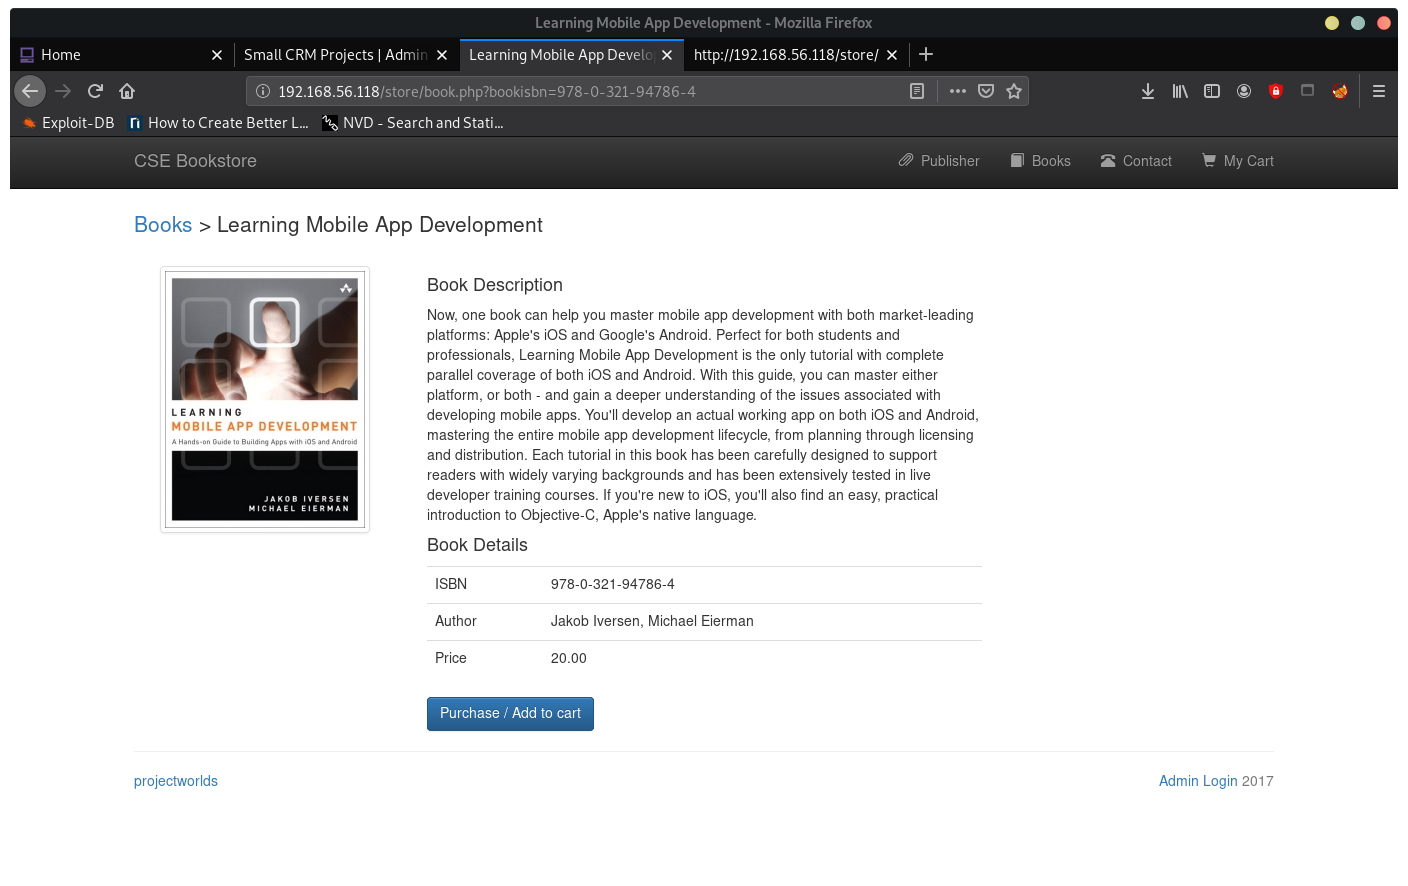 Learning Mobile App Development - Mozilla Firefox
Home
Small CRM Projects | Admin
Learning Mobile App Develo
http://192.168.56.118/store/
192.168.56.118/store/book.php?bookisbn=978-0-321-94786-4
Exploit-DB
How to Create Better L...
NVD - Search and Stati...
CSE Bookstore
Publisher
Books
Contact
My Cart
Books > Learning Mobile App Development
LEARNING
MOBILE APP DEVELOPMENT
A Hands-on Guide to Building Apps with iOS and Android
JAKOB IVERSEN
MICHAEL EIERMAN
Book Description
Now, one book can help you master mobile app development with both market-leading
platforms: Apple's iOS and Google's Android. Perfect for both students and
professionals, Learning Mobile App Development is the only tutorial with complete
parallel coverage of both iOS and Android. With this guide, you can master either
platform, or both - and gain a deeper understanding of the issues associated with
developing mobile apps. You'll develop an actual working app on both iOS and Android,
mastering the entire mobile app development lifecycle, from planning through licensing
and distribution. Each tutorial in this book has been carefully designed to support
readers with widely varying backgrounds and has been extensively tested in live
developer training courses. If you're new to iOS, you'll also find an easy, practical
introduction to Objective-C, Apple's native language.
Book Details
ISBN 978-0-321-94786-4
Author Jakob Iversen, Michael Eierman
Price 20.00
Purchase / Add to cart
projectworlds
Admin Login 2017